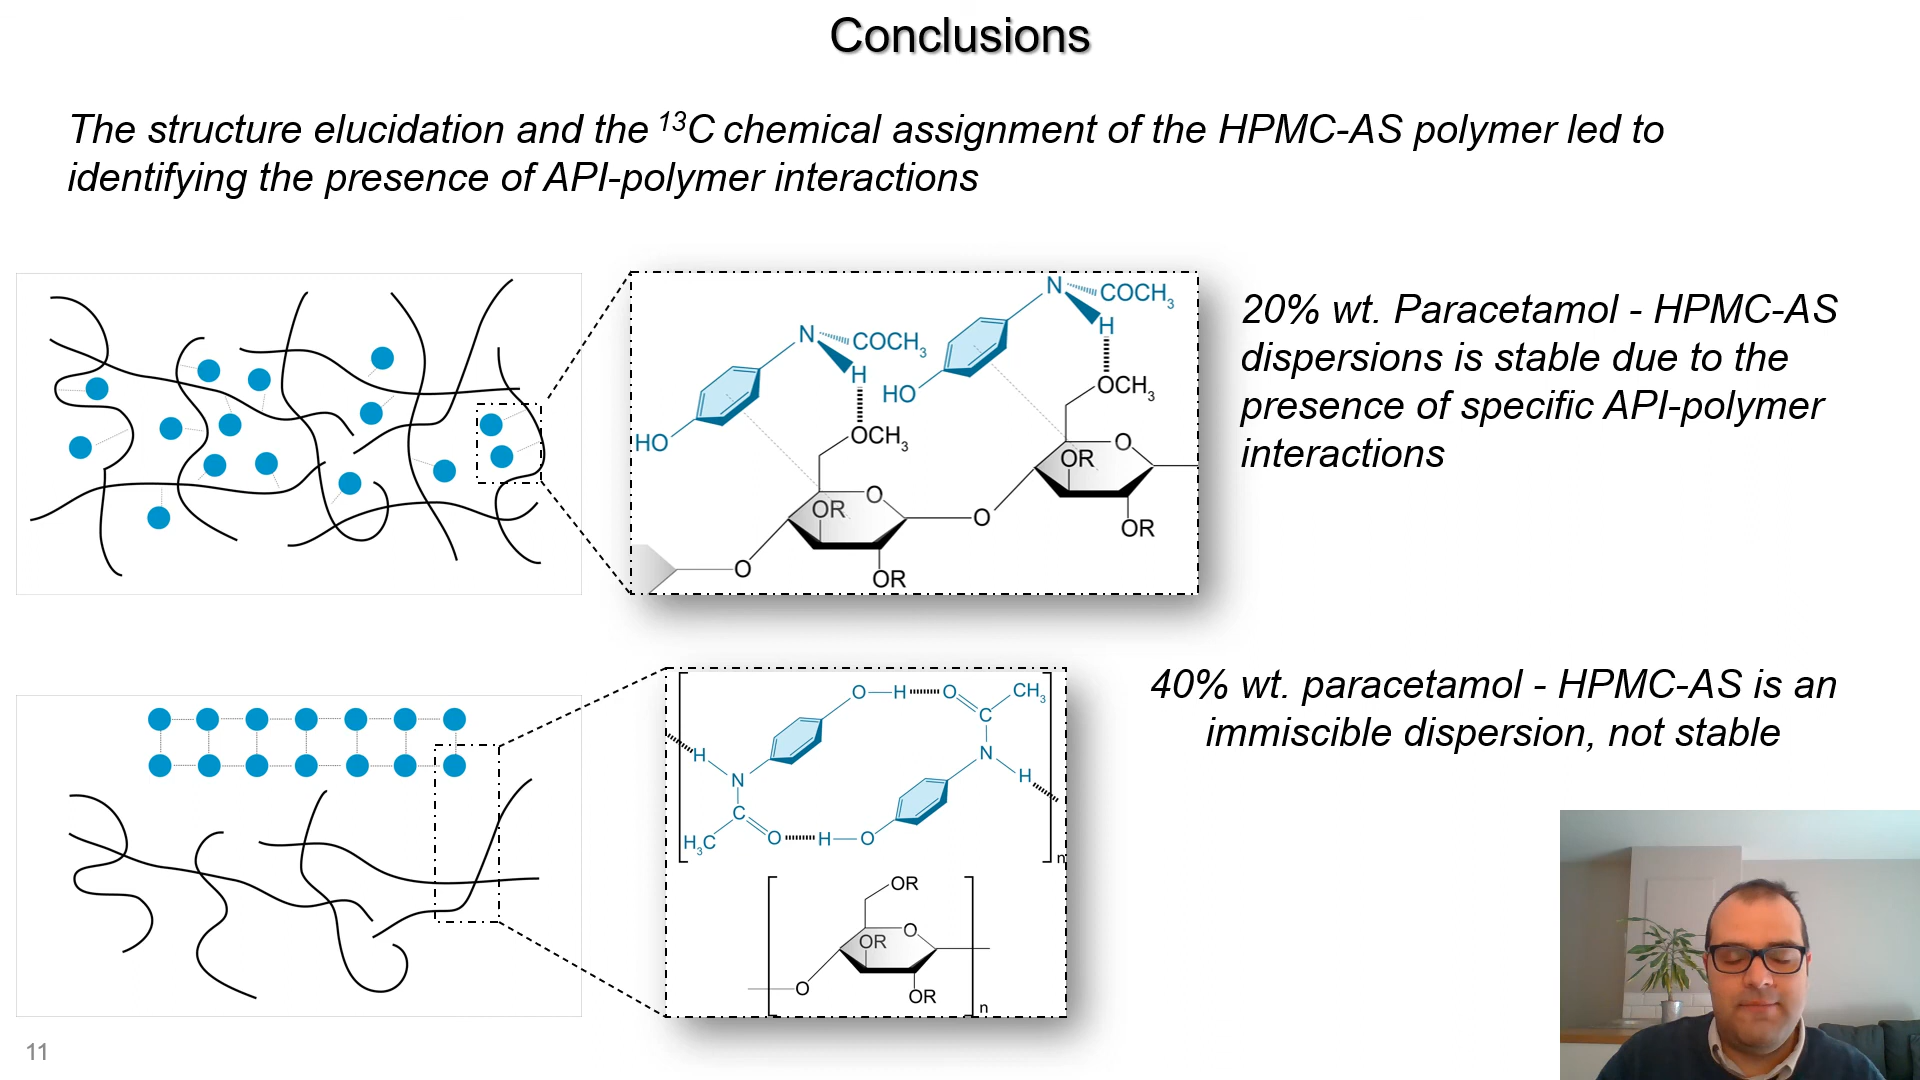 Conclusions
The structure elucidation and the ¹³C chemical assignment of the HPMC-AS polymer led to
identifying the presence of API-polymer interactions
N COCH₃
H
HO
OCH₃
N COCH₃
H
HO
OCH₃
O
OR
OR
O
O
OR
OR
O
20% wt. Paracetamol - HPMC-AS
dispersions is stable due to the
presence of specific API-polymer
interactions
O H O CH₃
C
H N
N H
C
H₃C O H O
n
OR
O
OR
O
OR
n
40% wt. paracetamol - HPMC-AS is an
immiscible dispersion, not stable
11